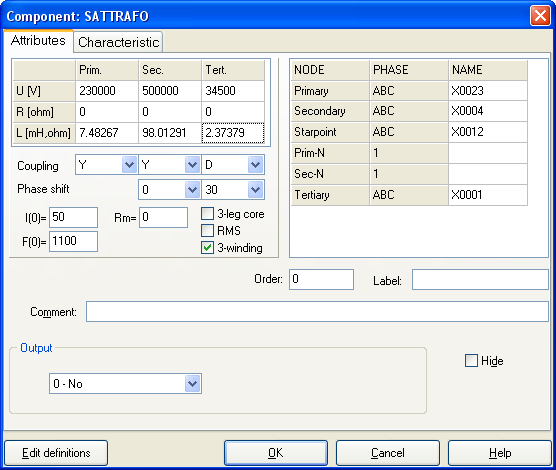 Component: SATTRAFO
Attributes Characteristic
Prim. Sec. Tert.
U [V] 230000 500000 34500
R [ohm] 0 0 0
L [mH,ohm] 7.48267 98.01291 2.37379
Coupling Y Y D
Phase shift 0 30
I(0)= 50 Rm= 0
F(0)= 1100
3-leg core
RMS
3-winding
NODE PHASE NAME
Primary ABC X0023
Secondary ABC X0004
Starpoint ABC X0012
Prim-N 1
Sec-N 1
Tertiary ABC X0001
Order: 0 Label:
Comment:
Output
0 - No
Hide
Edit definitions OK Cancel Help